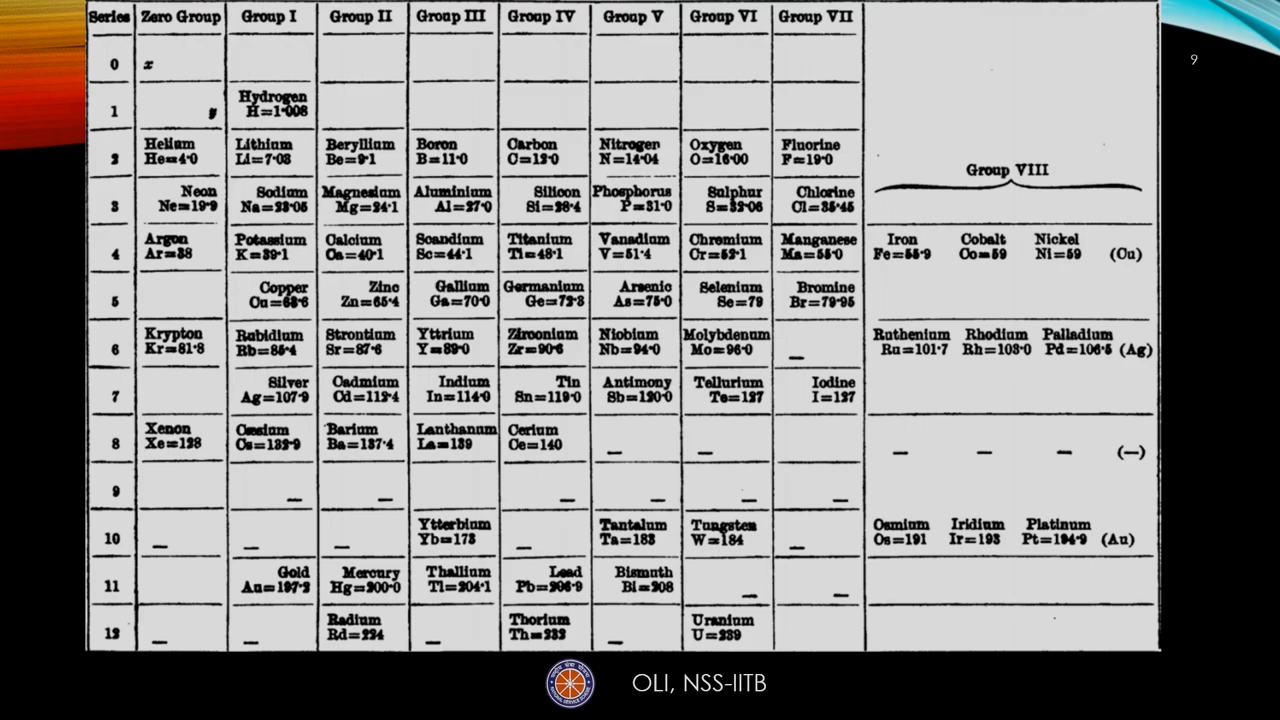 Series Zero Group Group I Group II Group III Group IV Group V Group VI Group VII
9
0 x
Hydrogen
1 y H=1·008
Helium Lithium Beryllium Boron Carbon Nitrogen Oxygen Fluorine
2 He=4·0 Li=7·03 Be=9·1 B=11·0 C=12·0 N=14·04 O=16·00 F=19·0
Group VIII
Neon Sodium Magnesium Aluminium Silicon Phosphorus Sulphur Chlorine
3 Ne=19·9 Na=23·05 Mg=24·1 Al=27·0 Si=28·4 P=31·0 S=32·06 Cl=35·45
Argon Potassium Calcium Scandium Titanium Vanadium Chromium Manganese Iron Cobalt Nickel
4 Ar=38 K=39·1 Ca=40·1 Sc=44·1 Ti=48·1 V=51·4 Cr=52·1 Mn=55·0 Fe=55·9 Co=59 Ni=59 (Cu)
Copper Zinc Gallium Germanium Arsenic Selenium Bromine
5 Cu=63·6 Zn=65·4 Ga=70·0 Ge=72·3 As=75·0 Se=79 Br=79·95
Krypton Rubidium Strontium Yttrium Zirconium Niobium Molybdenum Ruthenium Rhodium Palladium
6 Kr=81·8 Rb=85·4 Sr=87·6 Y=89·0 Zr=90·6 Nb=94·0 Mo=96·0 — Ru=101·7 Rh=103·0 Pd=106·5 (Ag)
Silver Cadmium Indium Tin Antimony Tellurium Iodine
7 Ag=107·9 Cd=112·4 In=114·0 Sn=119·0 Sb=120·0 Te=127 I=127
Xenon Cæsium Barium Lanthanum Cerium
8 Xe=128 Cs=132·9 Ba=137·4 La=139 Ce=140 — — — — — (—)
9 — — — — — —
Ytterbium Tantalum Tungsten Osmium Iridium Platinum
10 — — — Yb=173 — Ta=183 W=184 — Os=191 Ir=193 Pt=194·9 (Au)
Gold Mercury Thallium Lead Bismuth
11 Au=197·2 Hg=200·0 Tl=204·1 Pb=206·9 Bi=208 — —
Radium Thorium Uranium
12 — — Rd=224 — Th=232 — U=239
OLI, NSS-IITB